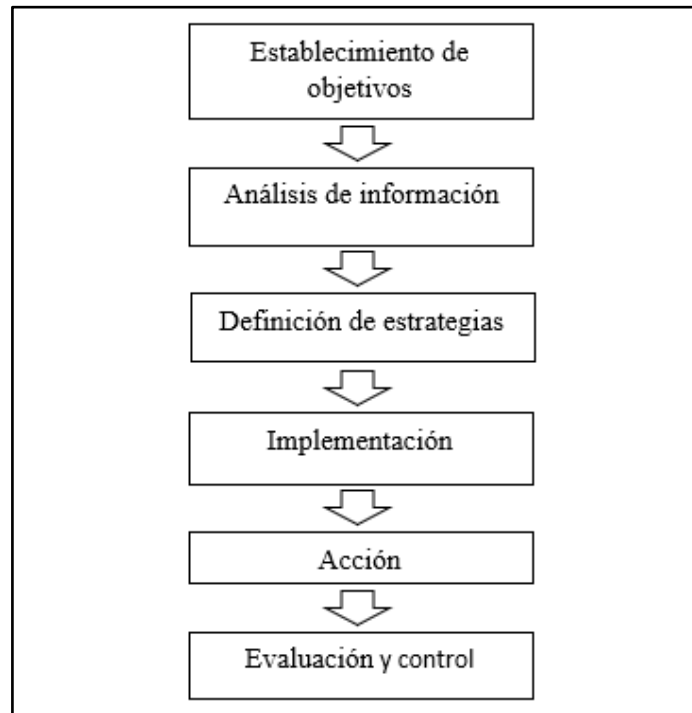 Establecimiento de
objetivos
Análisis de información
Definición de estrategias
Implementación
Acción
Evaluación y control